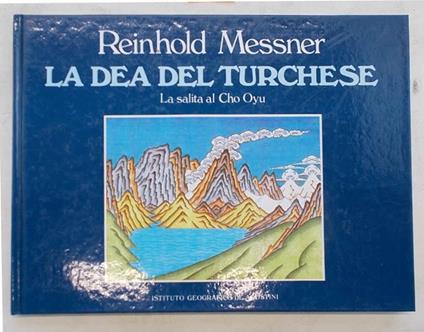 Reinhold Messner
LA DEA DEL TURCHESE
La salita al Cho Oyu
ISTITUTO GEOGRAFICO DE AGOSTINI